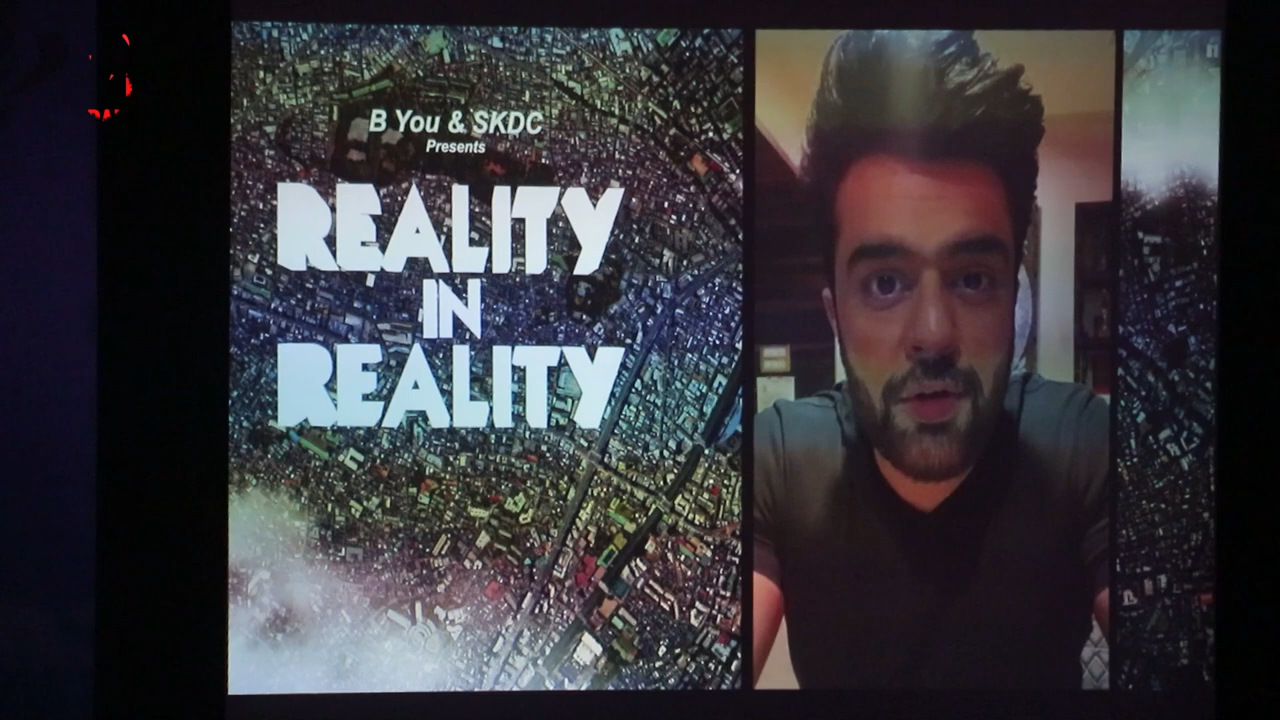 B You & SKDC
Presents
REALITY
IN
REALITY